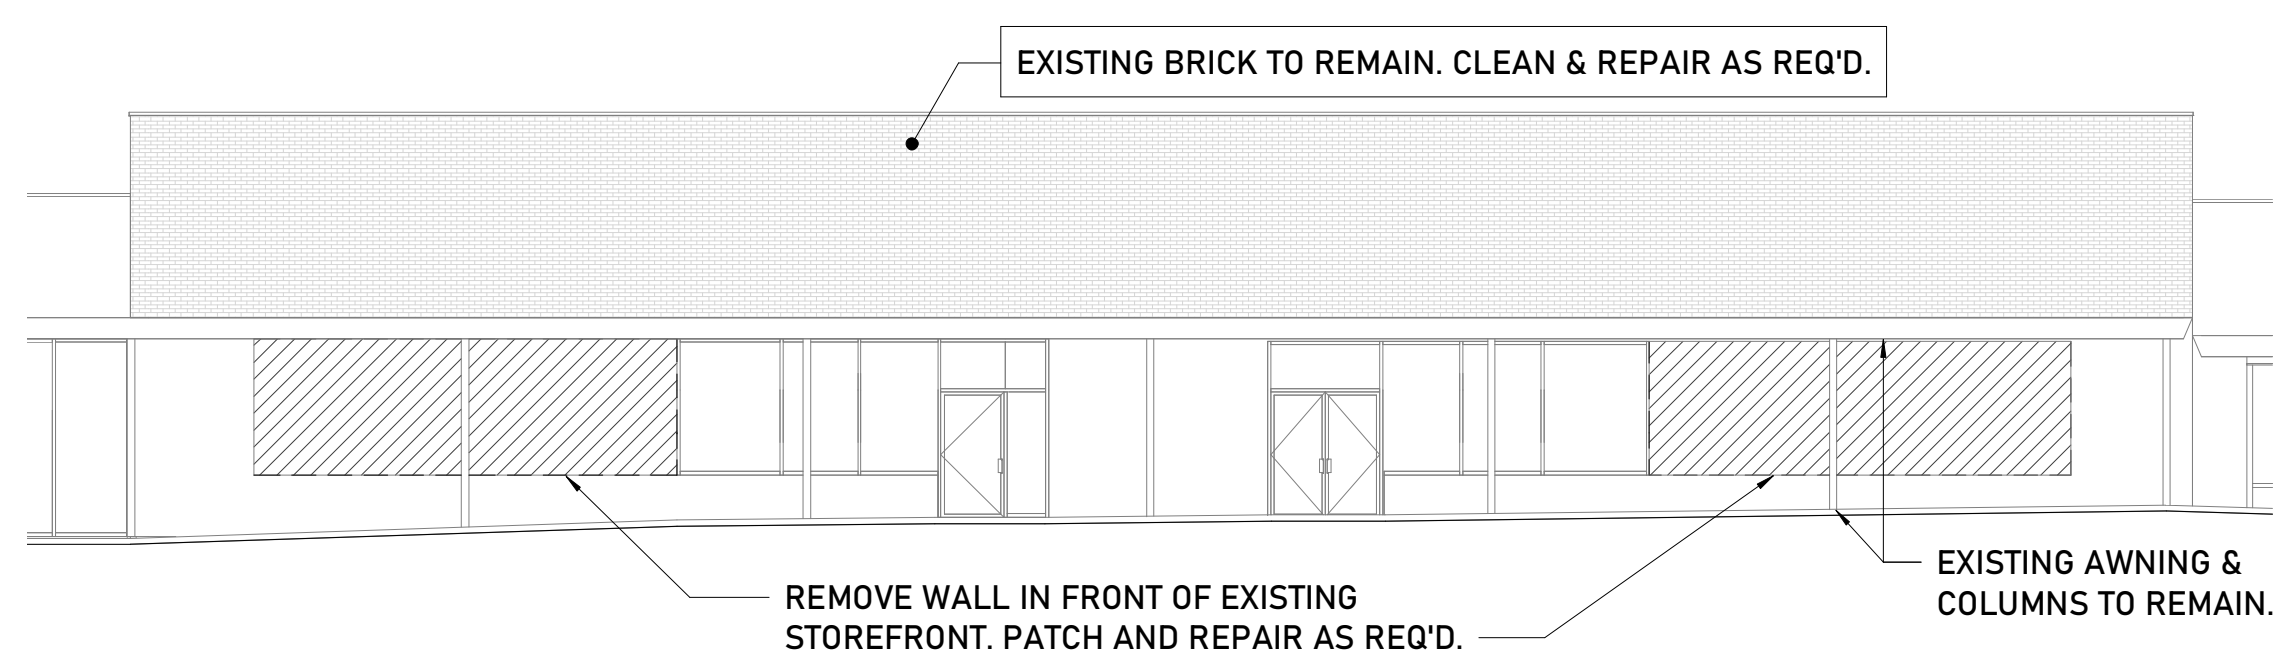 EXISTING BRICK TO REMAIN. CLEAN & REPAIR AS REQ'D.
REMOVE WALL IN FRONT OF EXISTING
STOREFRONT. PATCH AND REPAIR AS REQ'D.
EXISTING AWNING &
COLUMNS TO REMAIN.